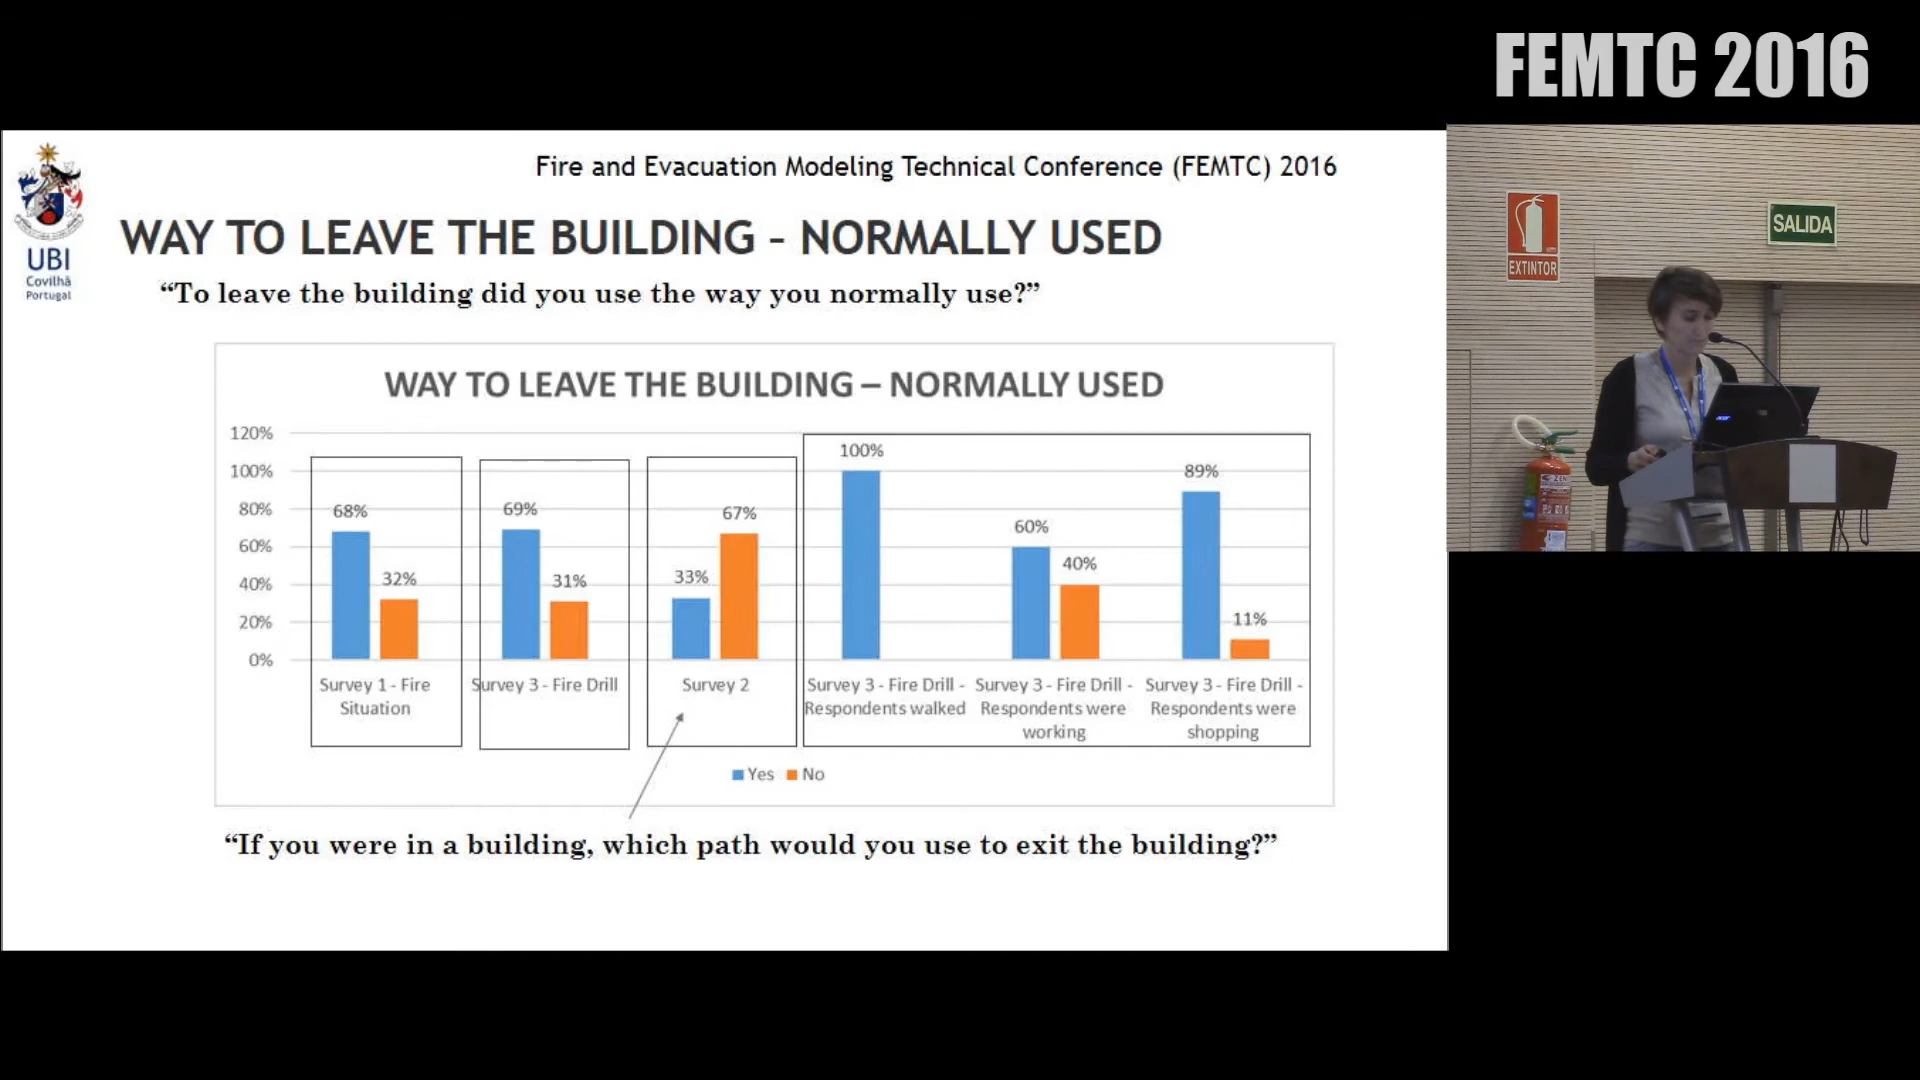 FEMTC 2016
Fire and Evacuation Modeling Technical Conference (FEMTC) 2016
UBI
Covilhã
Portugal
WAY TO LEAVE THE BUILDING – NORMALLY USED
“To leave the building did you use the way you normally use?”
WAY TO LEAVE THE BUILDING – NORMALLY USED
120%
100%
80%
60%
40%
20%
0%
68%
32%
69%
31%
33%
67%
100%
60%
40%
89%
11%
Survey 1 - Fire
Situation
Survey 3 - Fire Drill
Survey 2
Survey 3 - Fire Drill -
Respondents walked
Survey 3 - Fire Drill -
Respondents were
working
Survey 3 - Fire Drill -
Respondents were
shopping
Yes
No
“If you were in a building, which path would you use to exit the building?”
EXTINTOR
SALIDA
acer